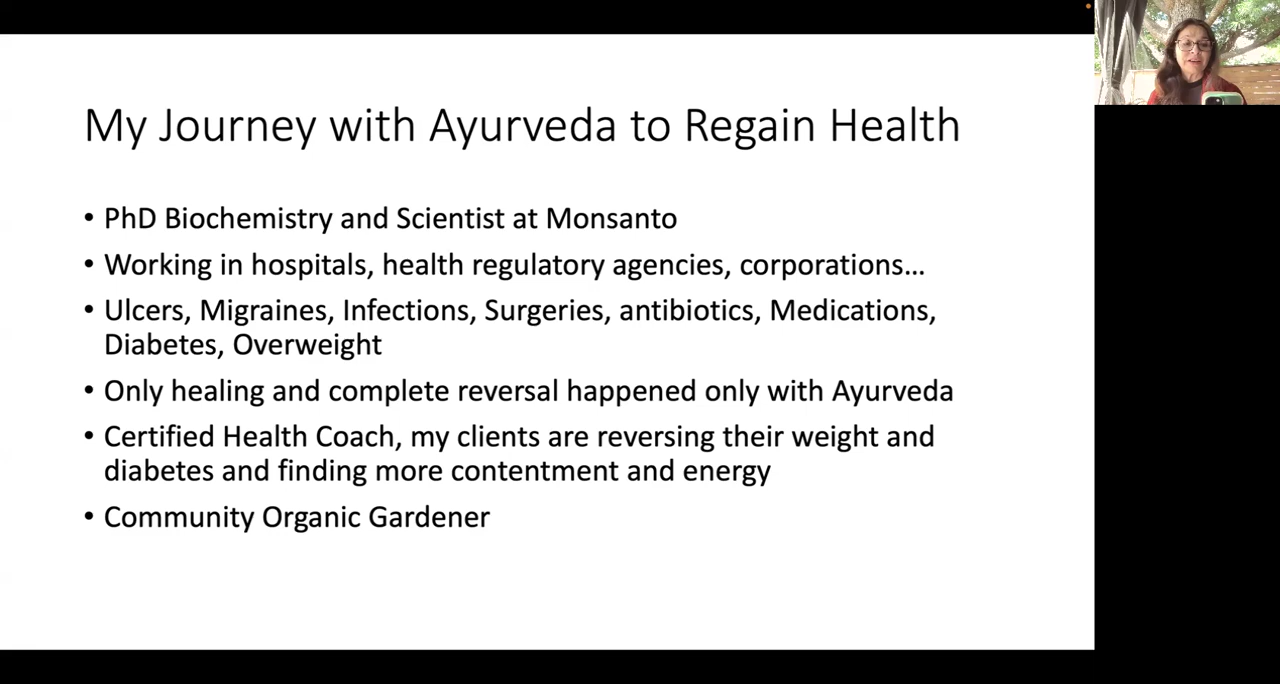 My Journey with Ayurveda to Regain Health
• PhD Biochemistry and Scientist at Monsanto
• Working in hospitals, health regulatory agencies, corporations…
• Ulcers, Migraines, Infections, Surgeries, antibiotics, Medications,
Diabetes, Overweight
• Only healing and complete reversal happened only with Ayurveda
• Certified Health Coach, my clients are reversing their weight and
diabetes and finding more contentment and energy
• Community Organic Gardener